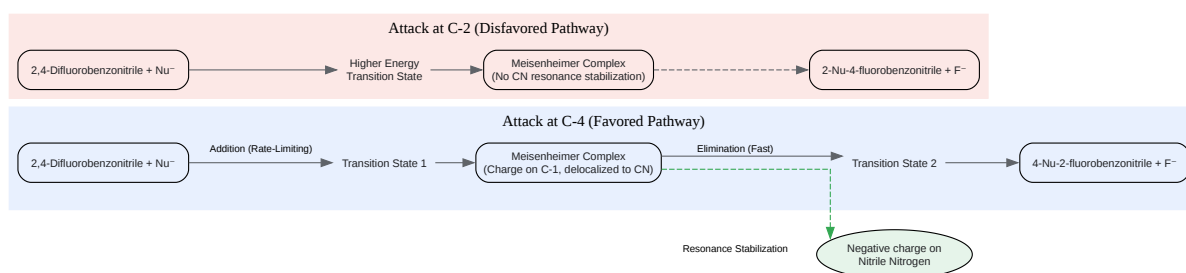 Attack at C-2 (Disfavored Pathway)
2,4-Difluorobenzonitrile + Nu⁻
Higher Energy
Transition State
Meisenheimer Complex
(No CN resonance stabilization)
2-Nu-4-fluorobenzonitrile + F⁻
Attack at C-4 (Favored Pathway)
2,4-Difluorobenzonitrile + Nu⁻
Addition (Rate-Limiting)
Transition State 1
Meisenheimer Complex
(Charge on C-1, delocalized to CN)
Elimination (Fast)
Transition State 2
4-Nu-2-fluorobenzonitrile + F⁻
Resonance Stabilization
Negative charge on
Nitrile Nitrogen